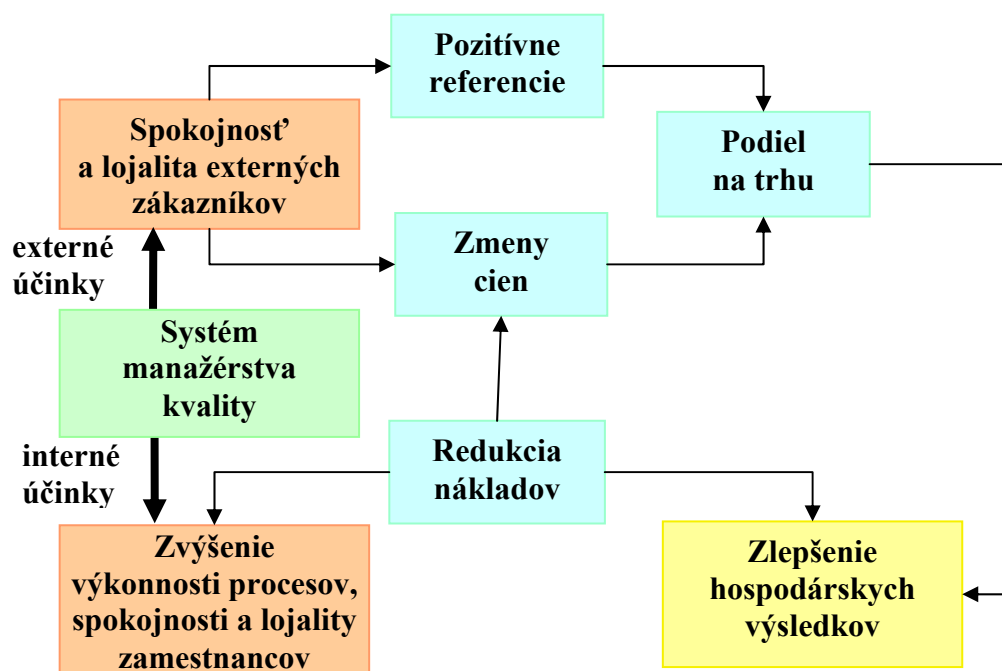 Pozitívne
referencie
Spokojnosť
a lojalita externých
zákazníkov
Podiel
na trhu
externé
účinky
Zmeny
cien
Systém
manažérstva
kvality
interné
účinky
Redukcia
nákladov
Zvýšenie
výkonnosti procesov,
spokojnosti a lojality
zamestnancov
Zlepšenie
hospodárskych
výsledkov